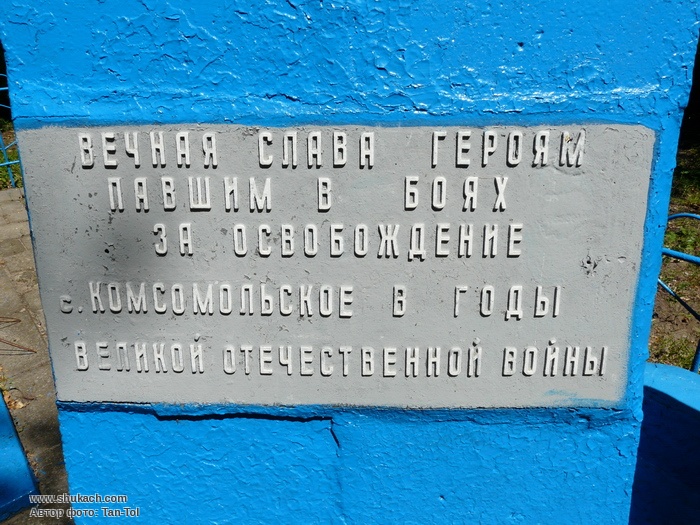 ВЕЧНАЯ СЛАВА ГЕРОЯМ
ПАВШИМ В БОЯХ
ЗА ОСВОБОЖДЕНИЕ
с. КОМСОМОЛЬСКОЕ В ГОДЫ
ВЕЛИКОЙ ОТЕЧЕСТВЕННОЙ ВОЙНЫ
www.shukach.com
Автор фото: Tan-Tol